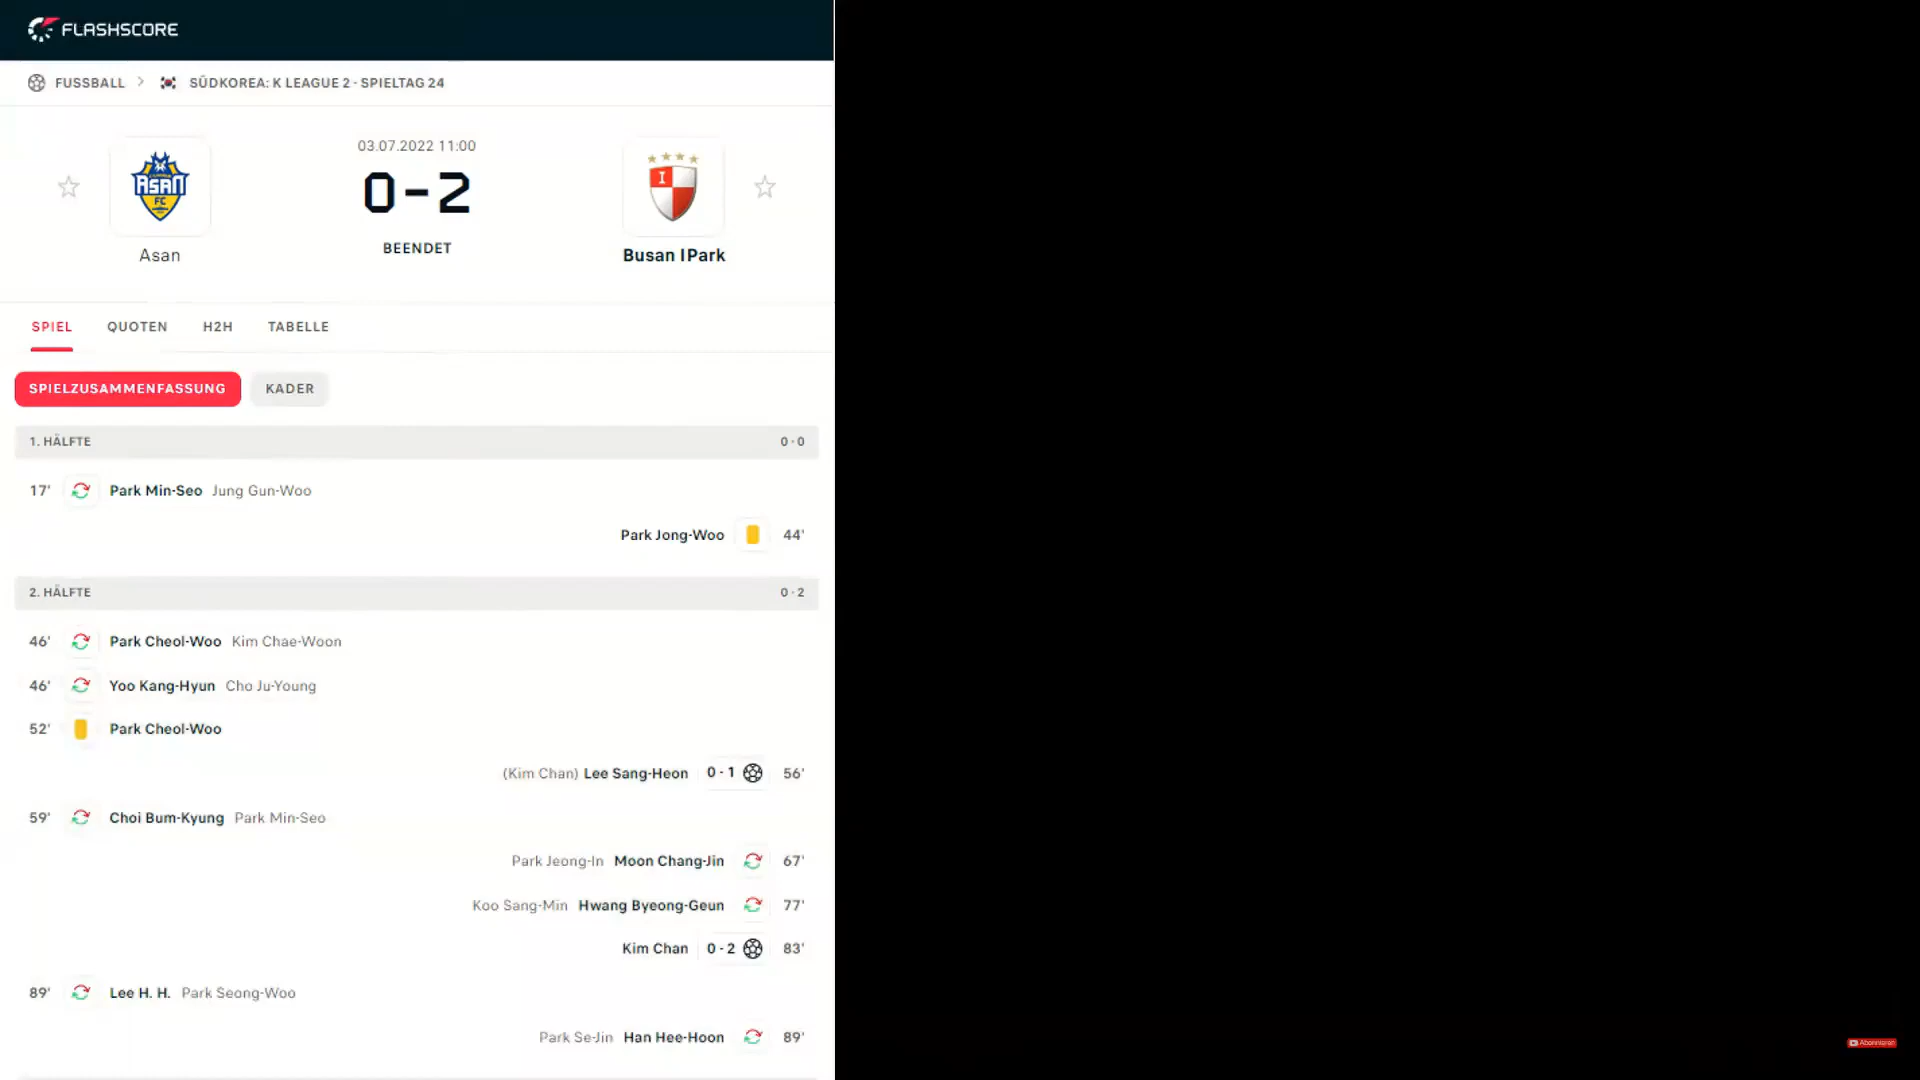 FLASHSCORE
FUSSBALL SÜDKOREA: K LEAGUE 2 - SPIELTAG 24
03.07.2022 11:00
ASAN
FC
0 - 2
I
BEENDET
Asan
Busan IPark
SPIEL QUOTEN H2H TABELLE
SPIELZUSAMMENFASSUNG KADER
1. HÄLFTE 0 - 0
17' Park Min-Seo Jung Gun-Woo
Park Jong-Woo 44'
2. HÄLFTE 0 - 2
46' Park Cheol-Woo Kim Chae-Woon
46' Yoo Kang-Hyun Cho Ju-Young
52' Park Cheol-Woo
(Kim Chan) Lee Sang-Heon 0 - 1 56'
59' Choi Bum-Kyung Park Min-Seo
Park Jeong-In Moon Chang-Jin 67'
Koo Sang-Min Hwang Byeong-Geun 77'
Kim Chan 0 - 2 83'
89' Lee H. H. Park Seong-Woo
Park Se-Jin Han Hee-Hoon 89'
Abonnieren